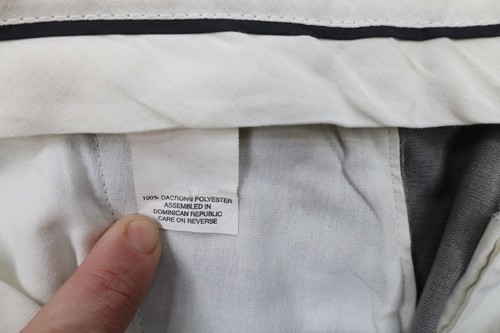 100% DACRON® POLYESTER
ASSEMBLED IN
DOMINICAN REPUBLIC
CARE ON REVERSE